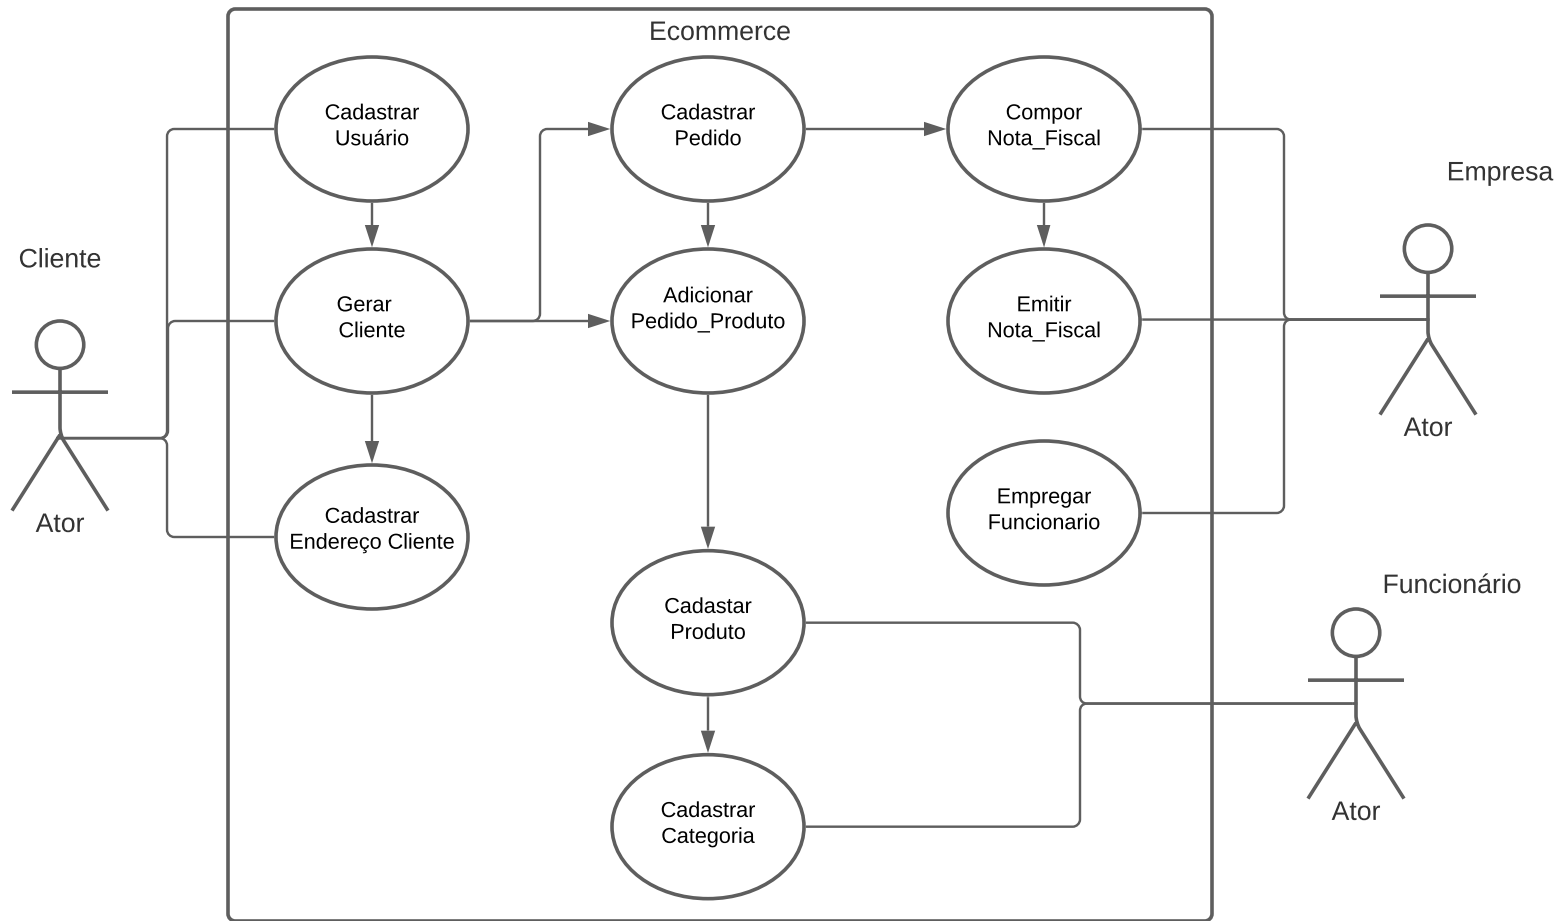 Ecommerce
Cadastrar
Usuário
Cadastrar
Pedido
Compor
Nota_Fiscal
Empresa
Cliente
Gerar
Cliente
Adicionar
Pedido_Produto
Emitir
Nota_Fiscal
Ator
Ator
Cadastrar
Endereço Cliente
Empregar
Funcionario
Funcionário
Cadastar
Produto
Cadastrar
Categoria
Ator